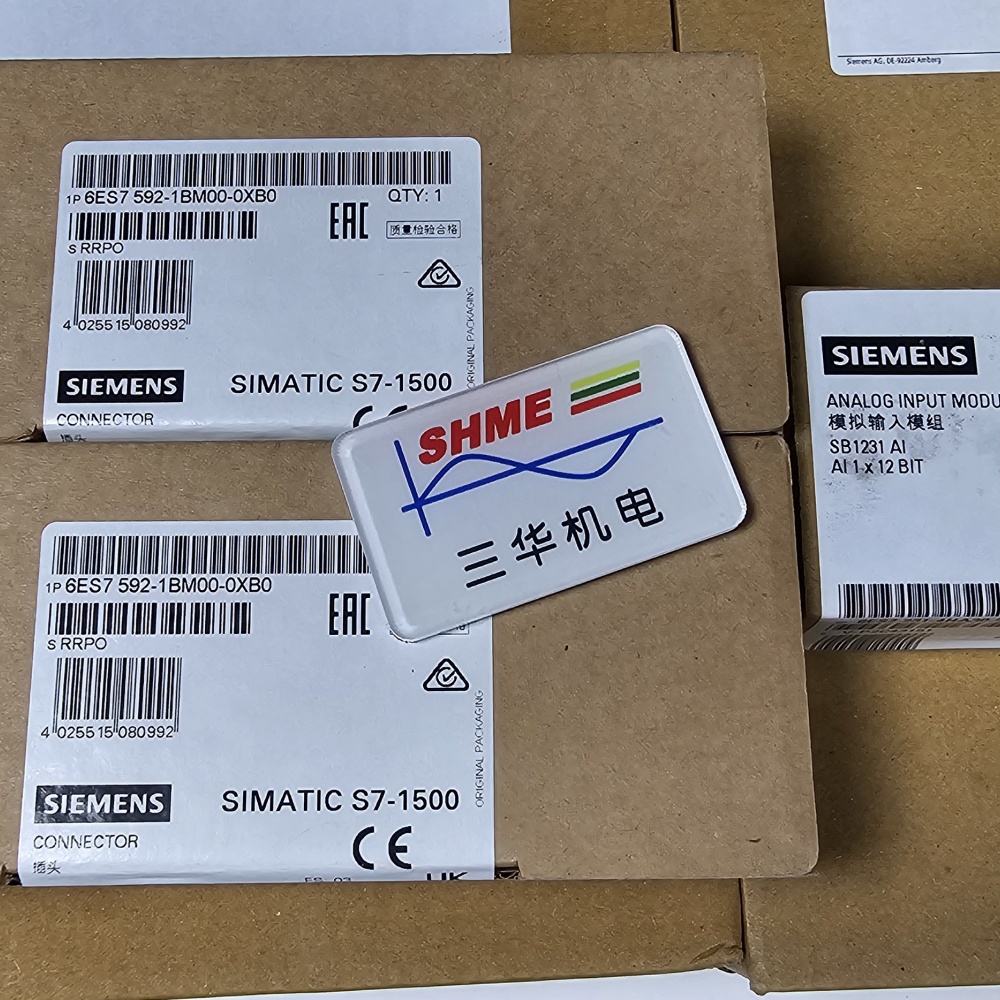 Siemens AG, DE-92224 Amberg
1P 6ES7 592-1BM00-0XB0
QTY: 1
S RRPO
EAC
质量检验合格
4 025515 080992
ORIGINAL PACKAGING
SIEMENS
SIMATIC S7-1500
CONNECTOR
插头
SHME
三华机电
SIEMENS
ANALOG INPUT MODU
模拟输入模组
SB1231 AI
AI 1 x 12 BIT
1P 6ES7 592-1BM00-0XB0
S RRPO
EAC
4 025515 080992
ORIGINAL PACKAGING
SIEMENS
SIMATIC S7-1500
CONNECTOR
插头
CE